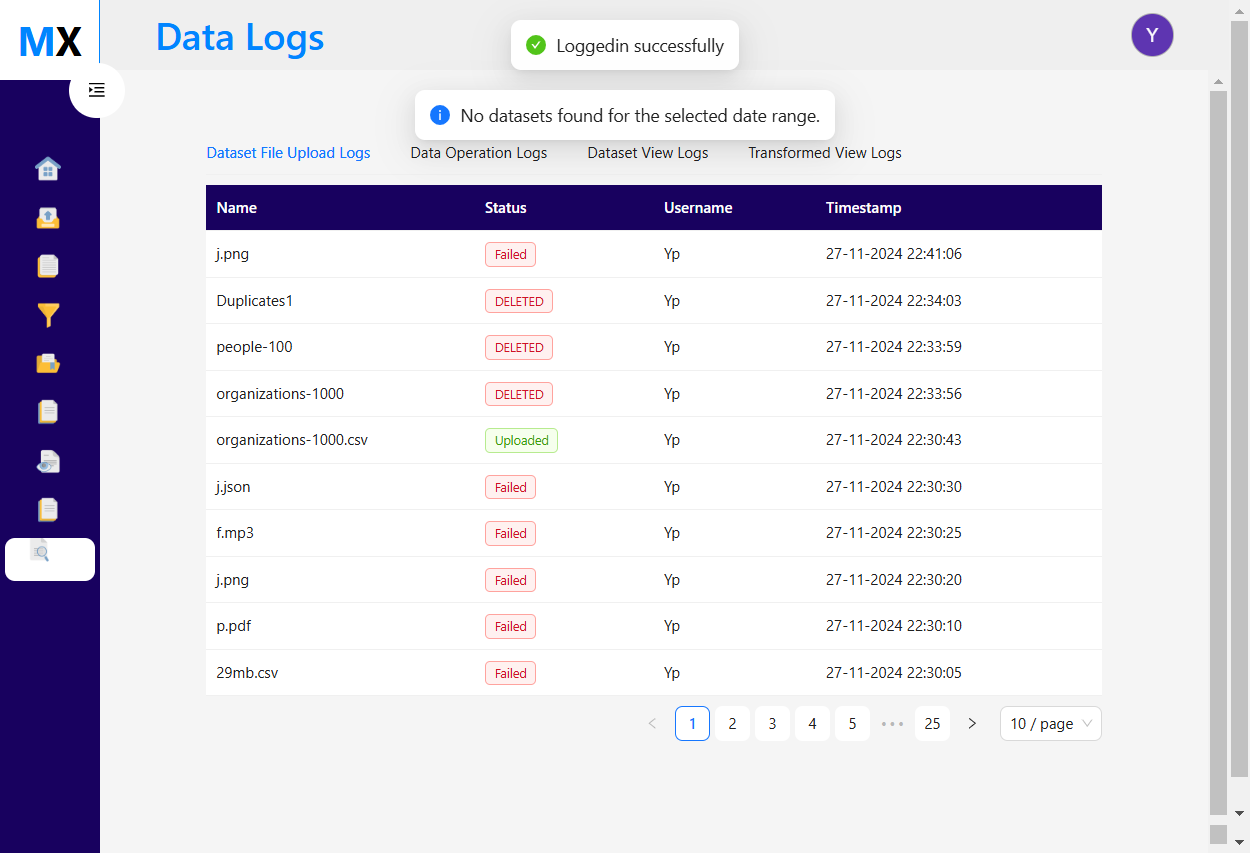 MX
Data Logs
Loggedin successfully
Y
No datasets found for the selected date range.
Dataset File Upload Logs Data Operation Logs Dataset View Logs Transformed View Logs
Name Status Username Timestamp
j.png Failed Yp 27-11-2024 22:41:06
Duplicates1 DELETED Yp 27-11-2024 22:34:03
people-100 DELETED Yp 27-11-2024 22:33:59
organizations-1000 DELETED Yp 27-11-2024 22:33:56
organizations-1000.csv Uploaded Yp 27-11-2024 22:30:43
j.json Failed Yp 27-11-2024 22:30:30
f.mp3 Failed Yp 27-11-2024 22:30:25
j.png Failed Yp 27-11-2024 22:30:20
p.pdf Failed Yp 27-11-2024 22:30:10
29mb.csv Failed Yp 27-11-2024 22:30:05
< 1 2 3 4 5 ••• 25 > 10 / page